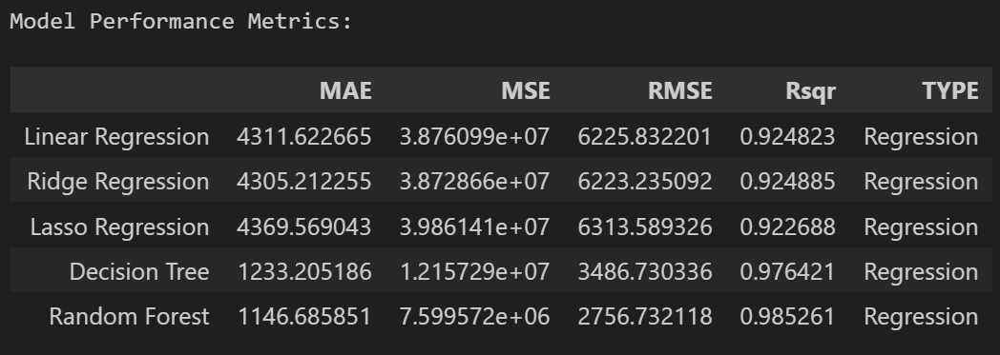 Model Performance Metrics:
MAE MSE RMSE Rsqr TYPE
Linear Regression 4311.622665 3.876099e+07 6225.832201 0.924823 Regression
Ridge Regression 4305.212255 3.872866e+07 6223.235092 0.924885 Regression
Lasso Regression 4369.569043 3.986141e+07 6313.589326 0.922688 Regression
Decision Tree 1233.205186 1.215729e+07 3486.730336 0.976421 Regression
Random Forest 1146.685851 7.599572e+06 2756.732118 0.985261 Regression